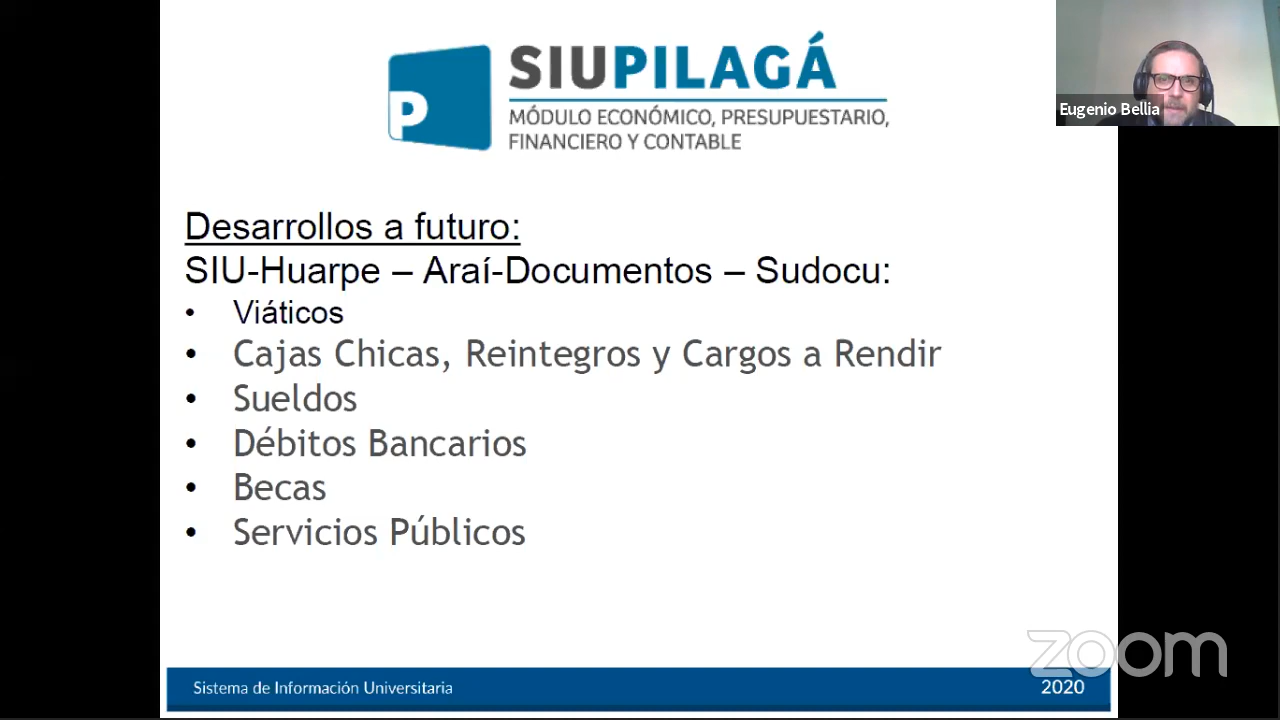 P
SIUPILAGÁ
MÓDULO ECONÓMICO, PRESUPUESTARIO,
FINANCIERO Y CONTABLE
Eugenio Bellia
Desarrollos a futuro:
SIU-Huarpe – Araí-Documentos – Sudocu:
• Viáticos
• Cajas Chicas, Reintegros y Cargos a Rendir
• Sueldos
• Débitos Bancarios
• Becas
• Servicios Públicos
zoom
Sistema de Información Universitaria
2020